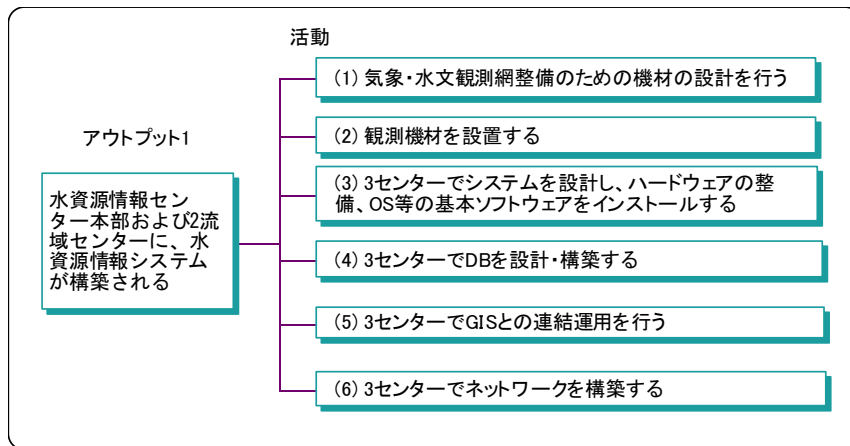 活動
(1) 気象・水文観測網整備のための機材の設計を行う
アウトプット1
(2) 観測機材を設置する
水資源情報セン
ター本部および2流
域センターに、水
資源情報システム
が構築される
(3) 3センターでシステムを設計し、ハードウェアの整
備、OS等の基本ソフトウェアをインストールする
(4) 3センターでDBを設計・構築する
(5) 3センターでGISとの連結運用を行う
(6) 3センターでネットワークを構築する